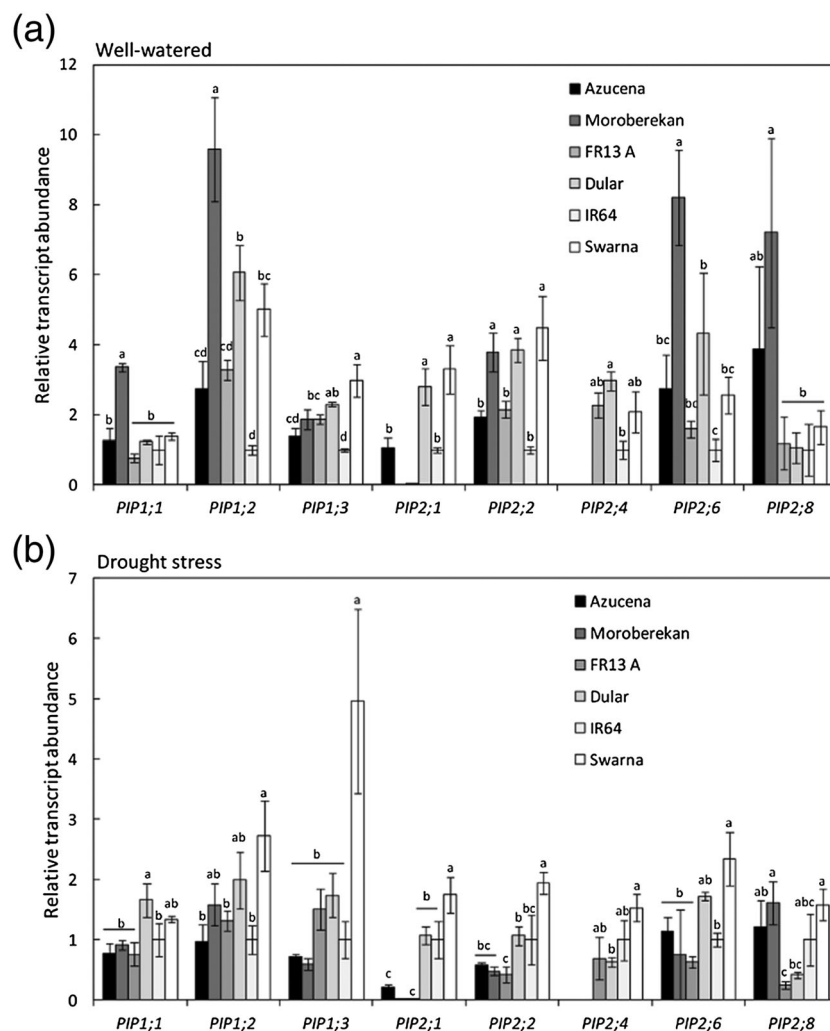 (a)
Well-watered
12
10
8
6
4
2
0
Relative transcript abundance
Azucena
Moroberekan
FR13 A
Dular
IR64
Swarna
b a b
cd a cd b d bc
cd bc ab d a
b a b a
b a b a b a
ab a b ab
bc a bc b c bc
ab a b
PIP1;1 PIP1;2 PIP1;3 PIP2;1 PIP2;2 PIP2;4 PIP2;6 PIP2;8
(b)
Drought stress
7
6
5
4
3
2
1
0
Relative transcript abundance
Azucena
Moroberekan
FR13 A
Dular
IR64
Swarna
b a b ab
b ab b ab b a
b a
c c b a
bc c b bc a
ab b ab a
b ab b a
ab a c bc abc a
PIP1;1 PIP1;2 PIP1;3 PIP2;1 PIP2;2 PIP2;4 PIP2;6 PIP2;8